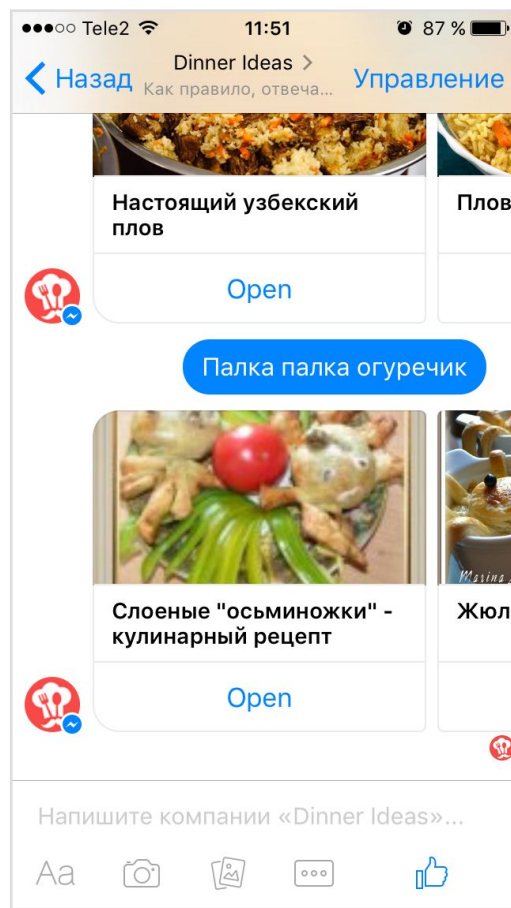 Tele2 11:51 87 %
Назад Dinner Ideas Управление
Как правило, отвеча...
Настоящий узбекский
плов
Плов
Open
Палка палка огуречик
Marina
Слоеные "осьминожки" -
кулинарный рецепт
Жюл
Open
Напишите компании «Dinner Ideas»...
Aa